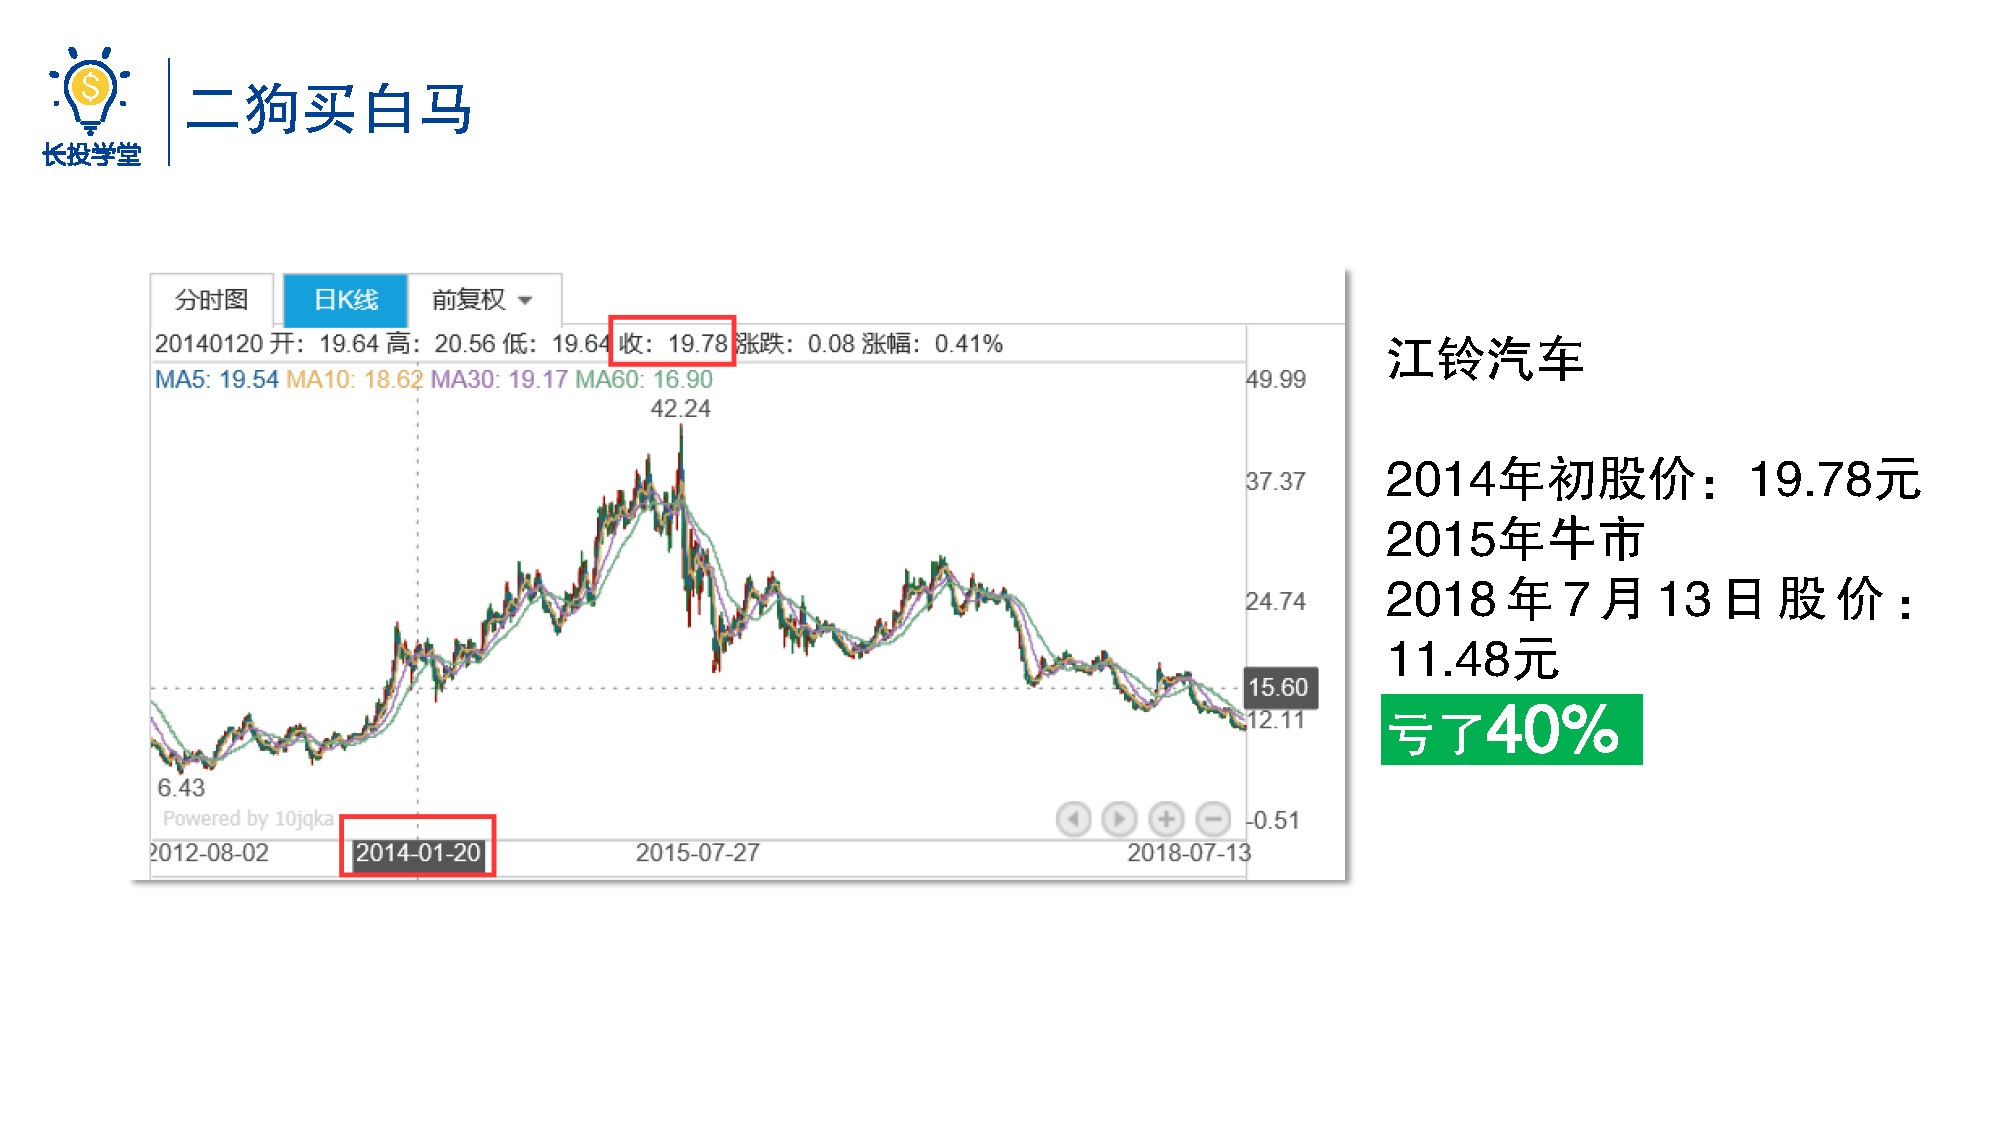 长投学堂
二狗买白马
分时图 日K线 前复权
20140120 开：19.64 高：20.56 低：19.64 收：19.78 涨跌：0.08 涨幅：0.41%
MA5: 19.54 MA10: 18.62 MA30: 19.17 MA60: 16.90
49.99
42.24
37.37
24.74
15.60
12.11
6.43
Powered by 10jqka
-0.51
2012-08-02 2014-01-20 2015-07-27 2018-07-13
江铃汽车
2014年初股价：19.78元
2015年牛市
2018年7月13日股价：
11.48元
亏了40%